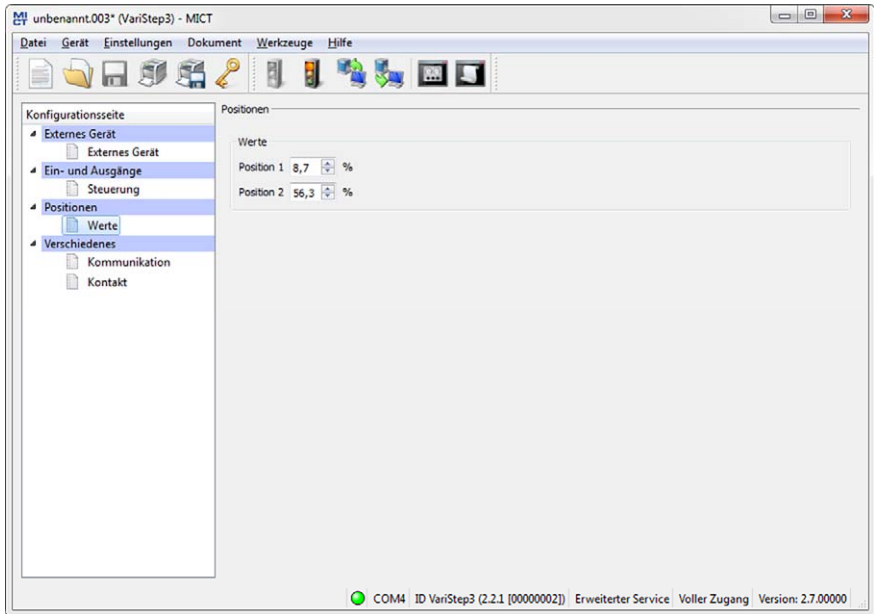 MICT unbenannt.003* (VariStep3) - MICT
Datei Gerät Einstellungen Dokument Werkzeuge Hilfe
Konfigurationsseite
Externes Gerät
Externes Gerät
Ein- und Ausgänge
Steuerung
Positionen
Werte
Verschiedenes
Kommunikation
Kontakt
Positionen
Werte
Position 1 8,7 %
Position 2 56,3 %
COM4 ID VariStep3 (2.2.1 [00000002]) Erweiterter Service Voller Zugang Version: 2.7.00000